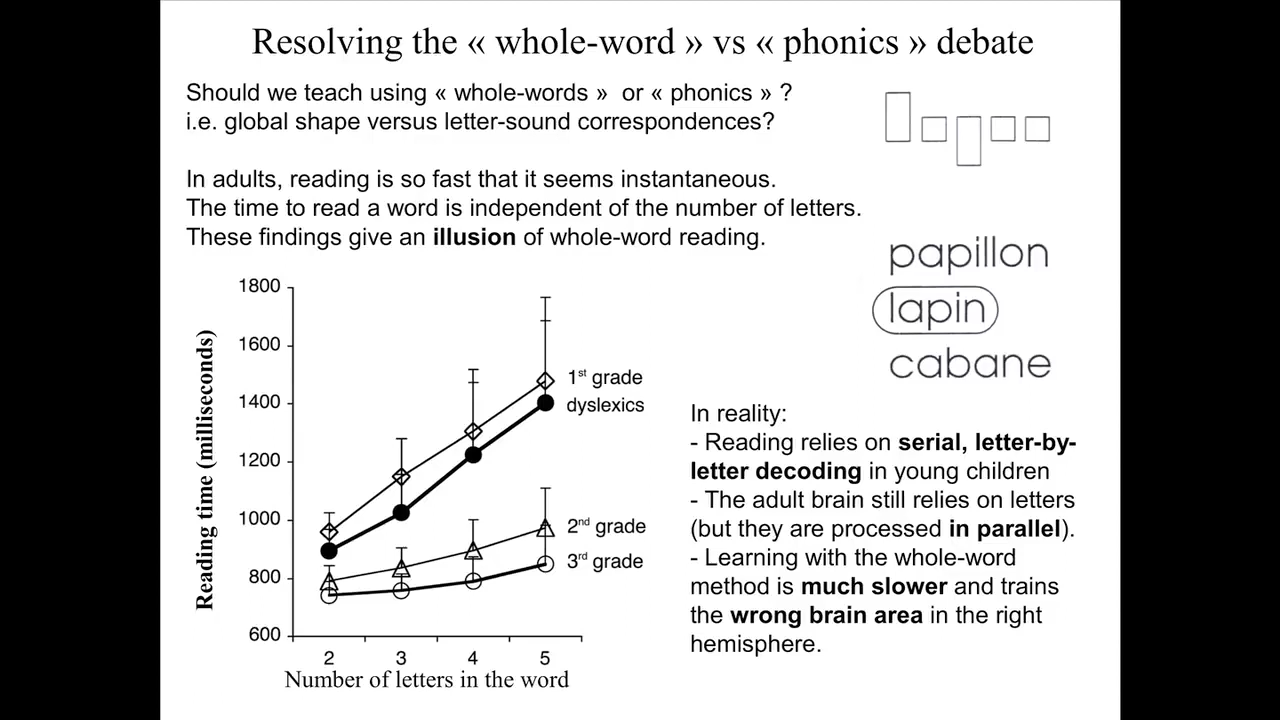 Resolving the « whole-word » vs « phonics » debate
Should we teach using « whole-words » or « phonics » ?
i.e. global shape versus letter-sound correspondences?
In adults, reading is so fast that it seems instantaneous.
The time to read a word is independent of the number of letters.
These findings give an illusion of whole-word reading.
papillon
lapin
cabane
Reading time (milliseconds)
1800
1600
1400
1200
1000
800
600
1st grade
dyslexics
2nd grade
3rd grade
2 3 4 5
Number of letters in the word
In reality:
- Reading relies on serial, letter-by-
letter decoding in young children
- The adult brain still relies on letters
(but they are processed in parallel).
- Learning with the whole-word
method is much slower and trains
the wrong brain area in the right
hemisphere.